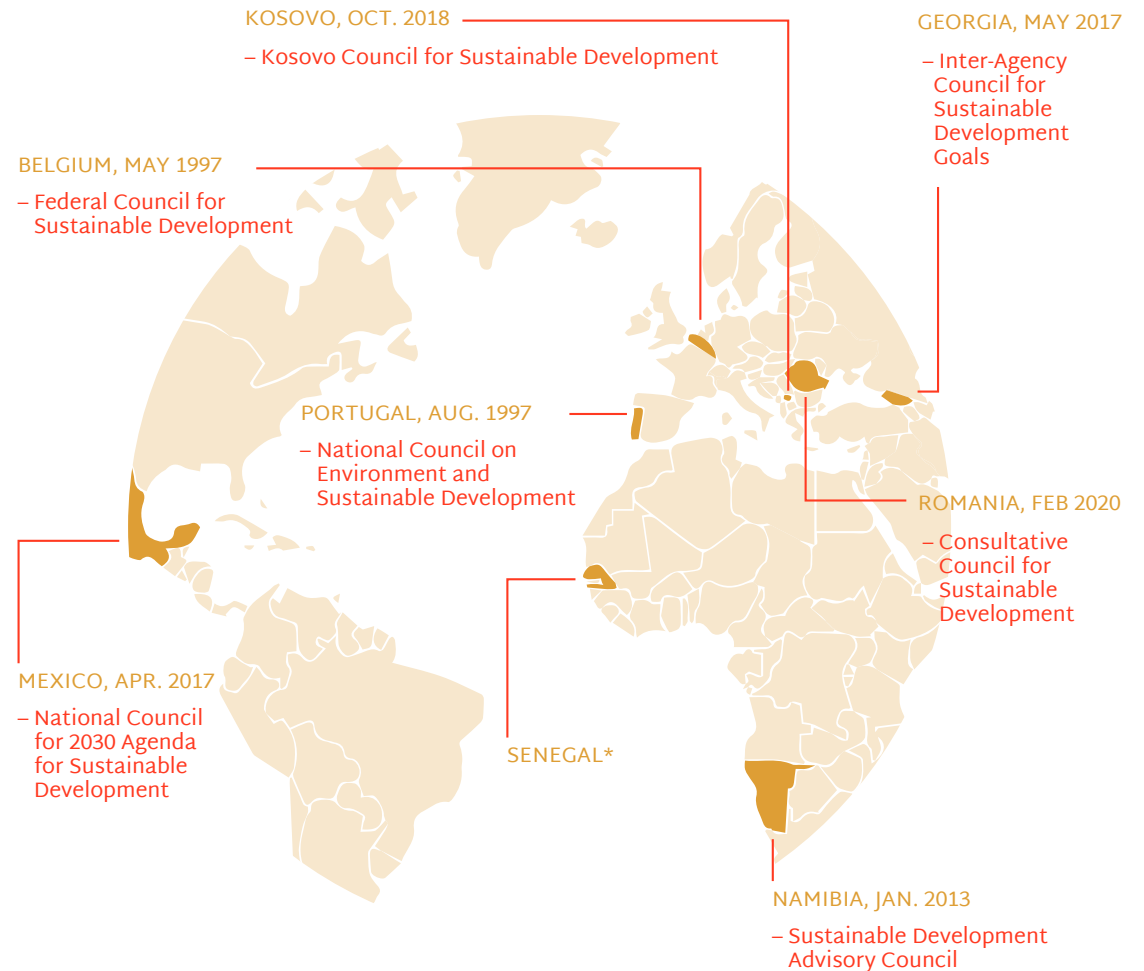 KOSOVO, OCT. 2018
– Kosovo Council for Sustainable Development
GEORGIA, MAY 2017
– Inter-Agency
Council for
Sustainable
Development
Goals
BELGIUM, MAY 1997
– Federal Council for
Sustainable Development
PORTUGAL, AUG. 1997
– National Council on
Environment and
Sustainable Development
ROMANIA, FEB 2020
– Consultative
Council for
Sustainable
Development
MEXICO, APR. 2017
– National Council
for 2030 Agenda
for Sustainable
Development
SENEGAL*
NAMIBIA, JAN. 2013
– Sustainable Development
Advisory Council